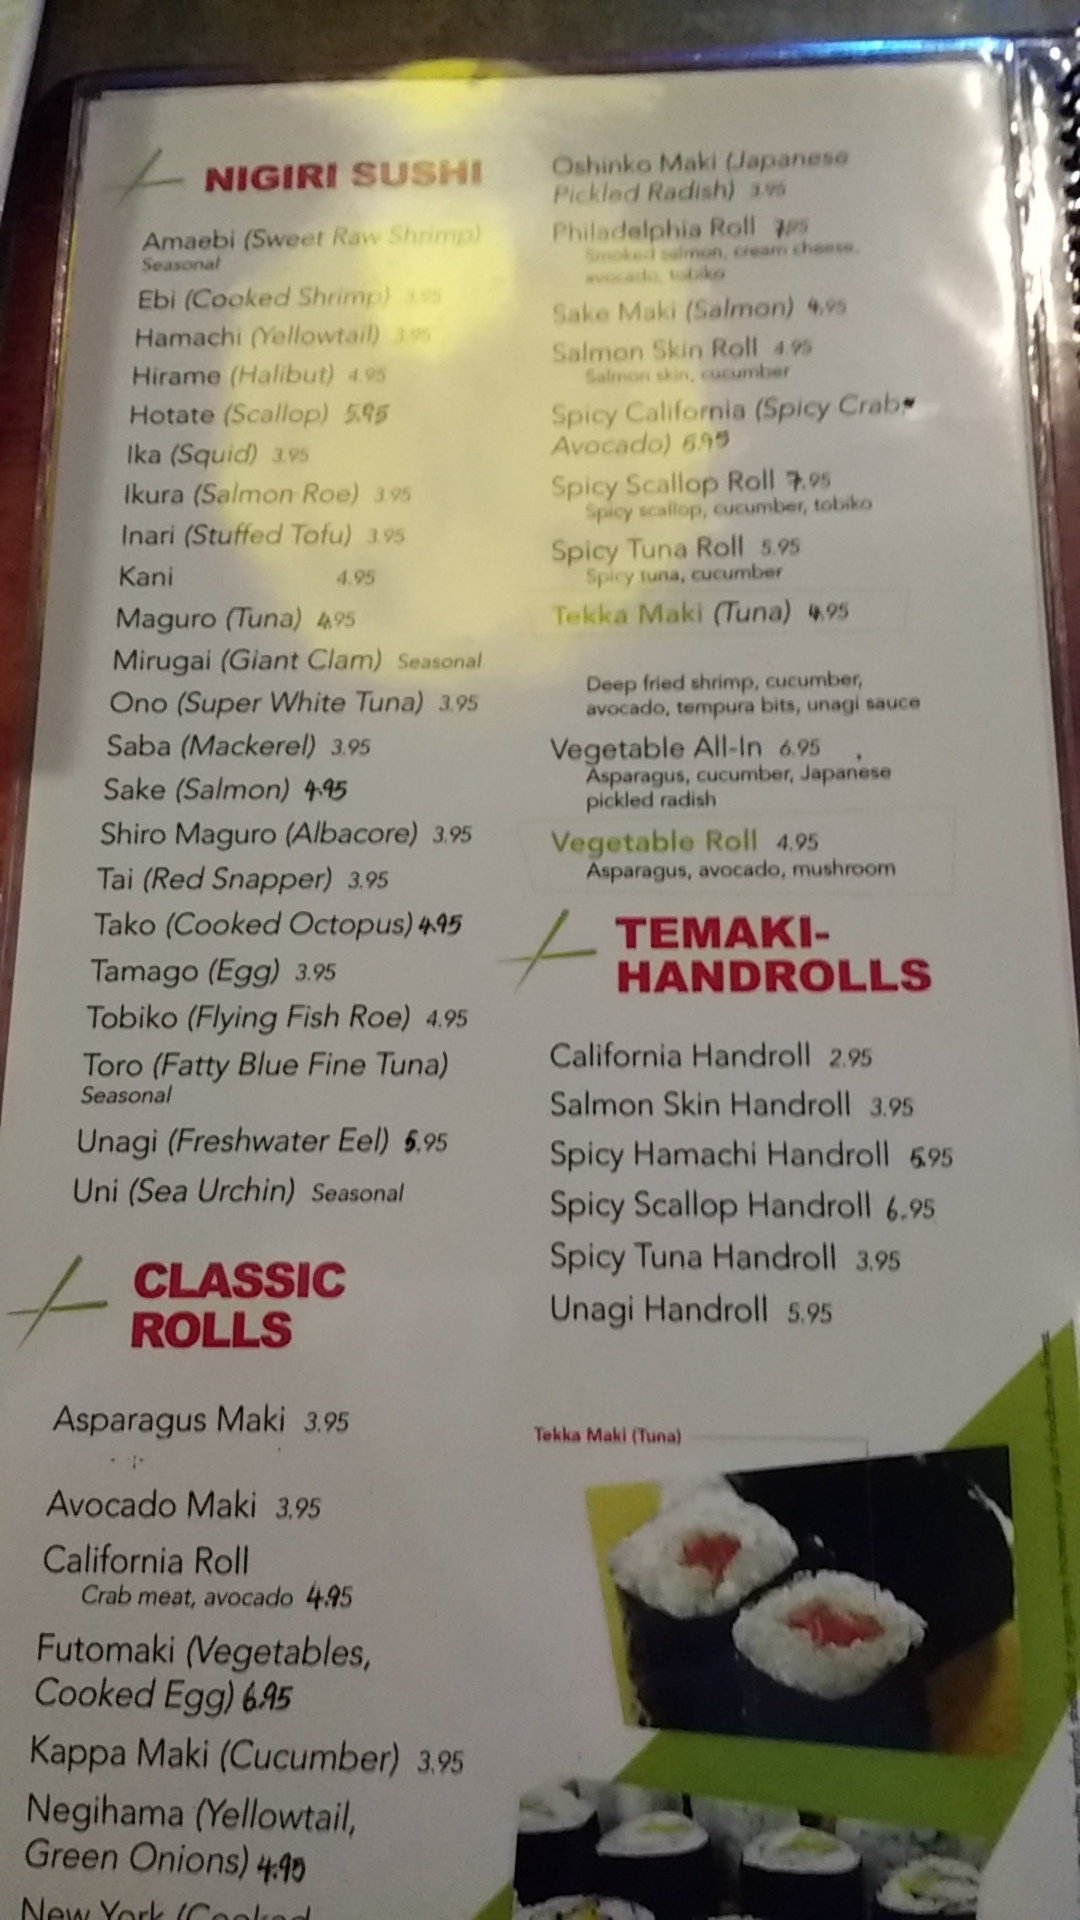 NIGIRI SUSHI
Amaebi (Sweet Raw Shrimp)
Seasonal
Ebi (Cooked Shrimp) 3.95
Hamachi (Yellowtail) 3.95
Hirame (Halibut) 4.95
Hotate (Scallop) 5.95
Ika (Squid) 3.95
Ikura (Salmon Roe) 3.95
Inari (Stuffed Tofu) 3.95
Kani 4.95
Maguro (Tuna) 4.95
Mirugai (Giant Clam) Seasonal
Ono (Super White Tuna) 3.95
Saba (Mackerel) 3.95
Sake (Salmon) 4.95
Shiro Maguro (Albacore) 3.95
Tai (Red Snapper) 3.95
Tako (Cooked Octopus) 4.95
Tamago (Egg) 3.95
Tobiko (Flying Fish Roe) 4.95
Toro (Fatty Blue Fine Tuna)
Seasonal
Unagi (Freshwater Eel) 5.95
Uni (Sea Urchin) Seasonal
CLASSIC
ROLLS
Asparagus Maki 3.95
Avocado Maki 3.95
California Roll
Crab meat, avocado 4.95
Futomaki (Vegetables,
Cooked Egg) 6.95
Kappa Maki (Cucumber) 3.95
Negihama (Yellowtail,
Green Onions) 4.95
New York (Cooked
Oshinko Maki (Japanese
Pickled Radish) 3.95
Philadelphia Roll 7.95
Smoked salmon, cream cheese,
avocado, tobiko
Sake Maki (Salmon) 4.95
Salmon Skin Roll 4.95
Salmon skin, cucumber
Spicy California (Spicy Crab,
Avocado) 6.95
Spicy Scallop Roll 7.95
Spicy scallop, cucumber, tobiko
Spicy Tuna Roll 5.95
Spicy tuna, cucumber
Tekka Maki (Tuna) 4.95
Deep fried shrimp, cucumber,
avocado, tempura bits, unagi sauce
Vegetable All-In 6.95
Asparagus, cucumber, Japanese
pickled radish
Vegetable Roll 4.95
Asparagus, avocado, mushroom
TEMAKI-
HANDROLLS
California Handroll 2.95
Salmon Skin Handroll 3.95
Spicy Hamachi Handroll 5.95
Spicy Scallop Handroll 6.95
Spicy Tuna Handroll 3.95
Unagi Handroll 5.95
Tekka Maki (Tuna)